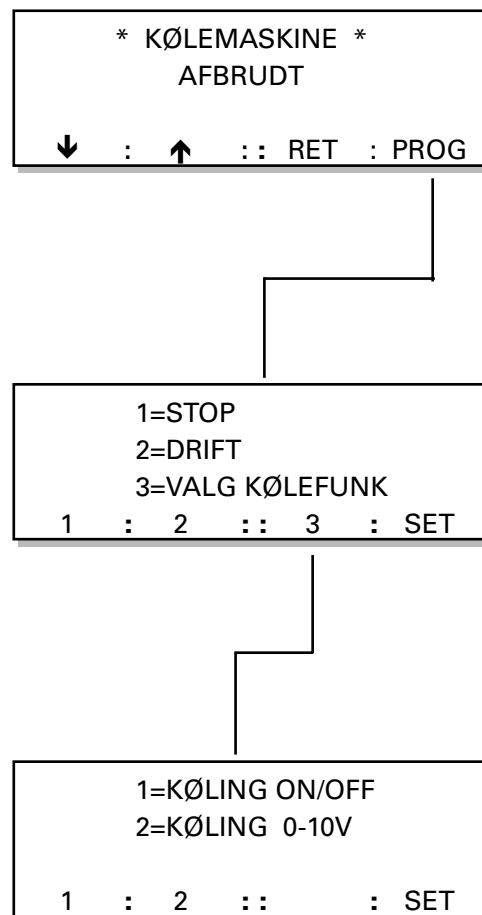 * KØLEMASKINE *
AFBRUDT
🡻 : 🡹 :: RET : PROG
1=STOP
2=DRIFT
3=VALG KØLEFUNK
1 : 2 :: 3 : SET
1=KØLING ON/OFF
2=KØLING 0-10V
1 : 2 :: : SET